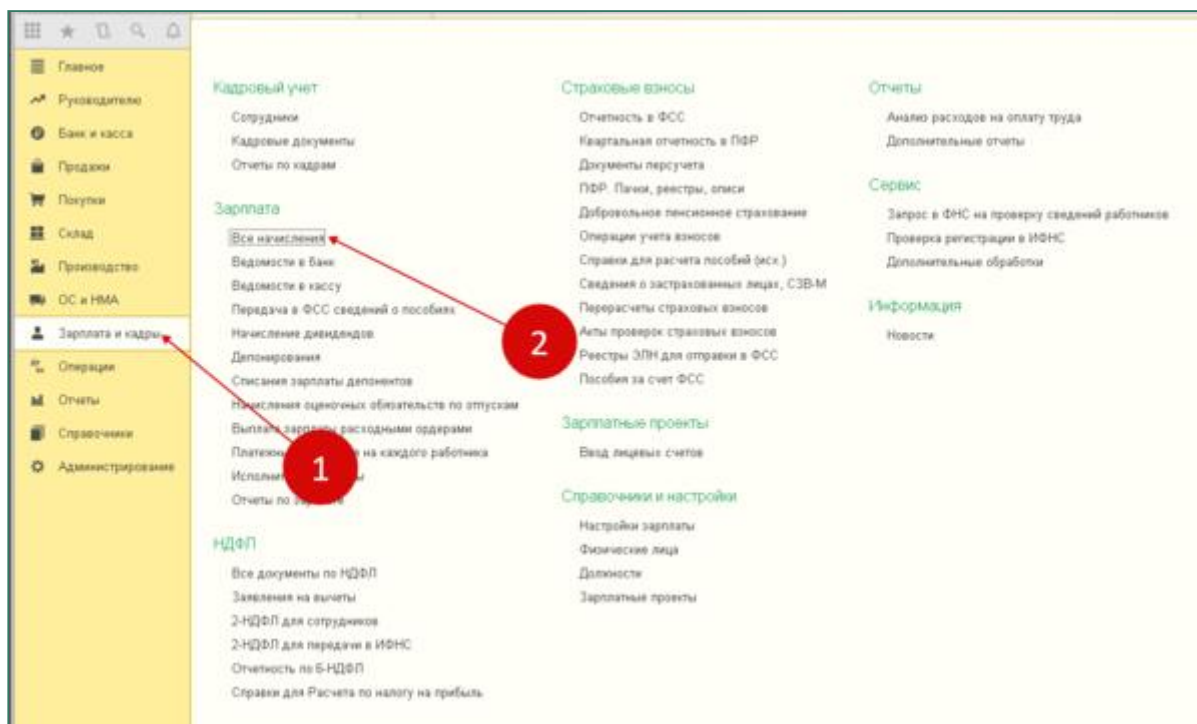 Главное
Руководителю
Банк и касса
Продажи
Покупки
Склад
Производство
ОС и НМА
Зарплата и кадры
Операции
Отчеты
Справочники
Администрирование
Кадровый учет
Сотрудники
Кадровые документы
Отчеты по кадрам
Зарплата
Все начисления
Ведомости в банк
Ведомости в кассу
Передача в ФСС сведений о пособиях
Начисление дивидендов
Депонирования
Списания зарплаты депонентов
Начисления оценочных обязательств по отпускам
Выплата зарплаты расходными ордерами
на каждого работника
Отчеты по
НДФЛ
Все документы по НДФЛ
Заявления на вычеты
2-НДФЛ для сотрудников
2-НДФЛ для передачи в ИФНС
Отчетность по 6-НДФЛ
Справки для Расчета по налогу на прибыль
Страховые взносы
Отчетность в ФСС
Квартальная отчетность в ПФР
Документы персучета
ПФР. Пачки, реестры, описи
Добровольное пенсионное страхование
Операции учета взносов
Справки для расчета пособий (исх.)
Сведения о застрахованных лицах, СЗВ-М
Перерасчеты страховых взносов
Акты проверок страховых взносов
Реестры ЭЛН для отправки в ФСС
Пособия за счет ФСС
Зарплатные проекты
Ввод лицевых счетов
Справочники и настройки
Настройки зарплаты
Физические лица
Должности
Зарплатные проекты
Отчеты
Анализ расходов на оплату труда
Дополнительные отчеты
Сервис
Запрос в ФНС на проверку сведений работников
Проверка регистрации в ИФНС
Дополнительные обработки
Информация
Новости
1
2